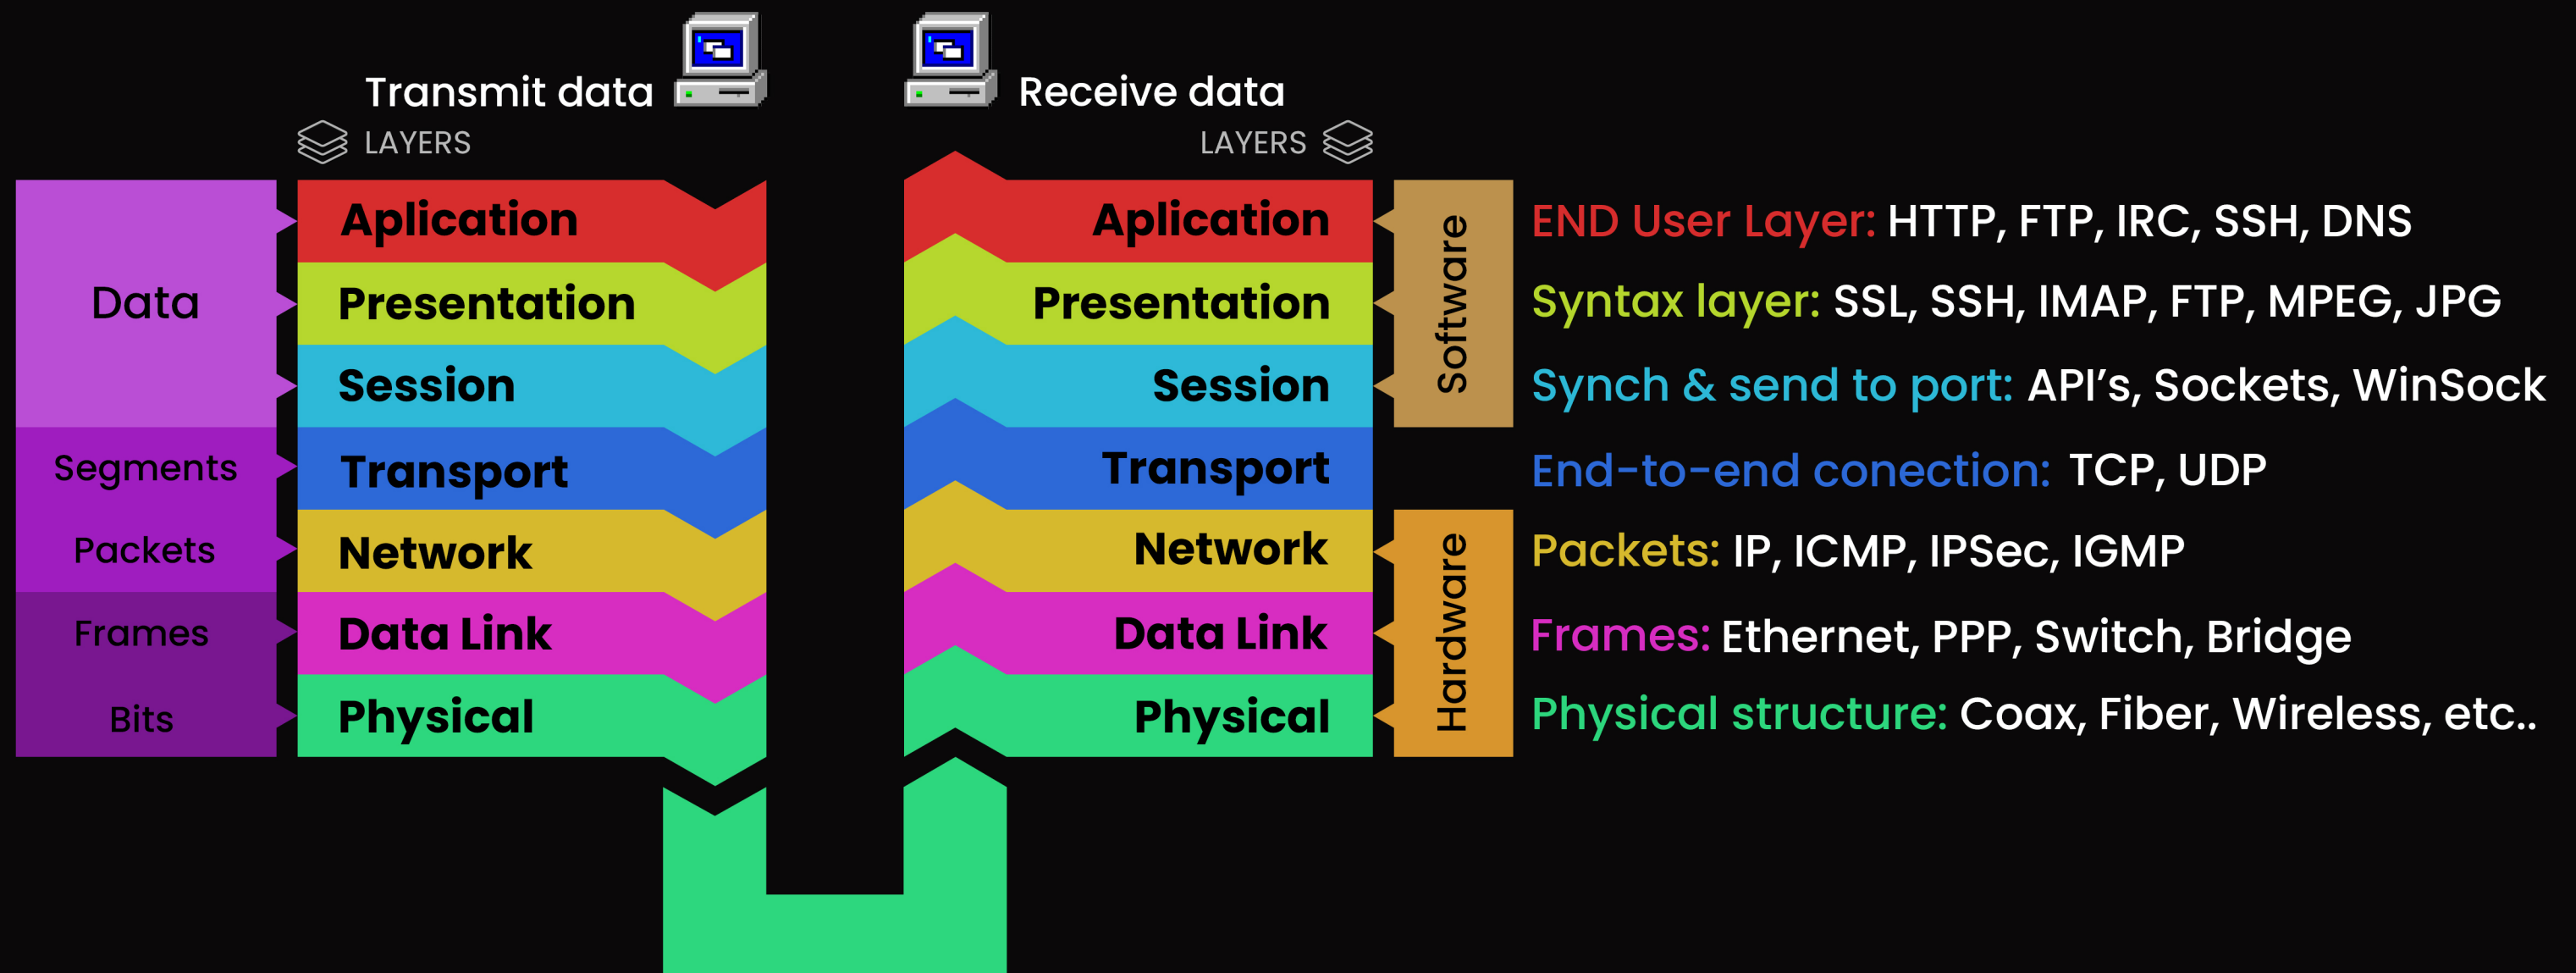 Transmit data
Receive data
LAYERS
LAYERS
Data
Segments
Packets
Frames
Bits
Aplication
Presentation
Session
Transport
Network
Data Link
Physical
Aplication
Presentation
Session
Transport
Network
Data Link
Physical
Software
Hardware
END User Layer: HTTP, FTP, IRC, SSH, DNS
Syntax layer: SSL, SSH, IMAP, FTP, MPEG, JPG
Synch & send to port: API’s, Sockets, WinSock
End-to-end conection: TCP, UDP
Packets: IP, ICMP, IPSec, IGMP
Frames: Ethernet, PPP, Switch, Bridge
Physical structure: Coax, Fiber, Wireless, etc..